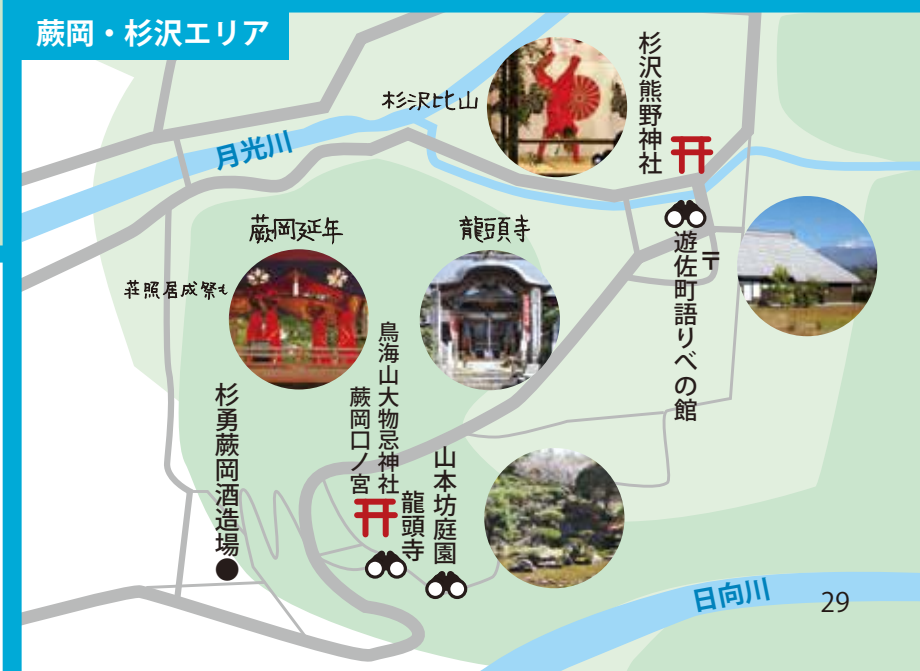 蕨岡・杉沢エリア
杉沢比山
杉沢熊野神社
月光川
蕨岡延年
龍頭寺
荘照居成祭も
遊佐町語りべの館
〒
鳥海山大物忌神社
蕨岡口ノ宮
杉勇蕨岡酒造場
龍頭寺
山本坊庭園
日向川
29